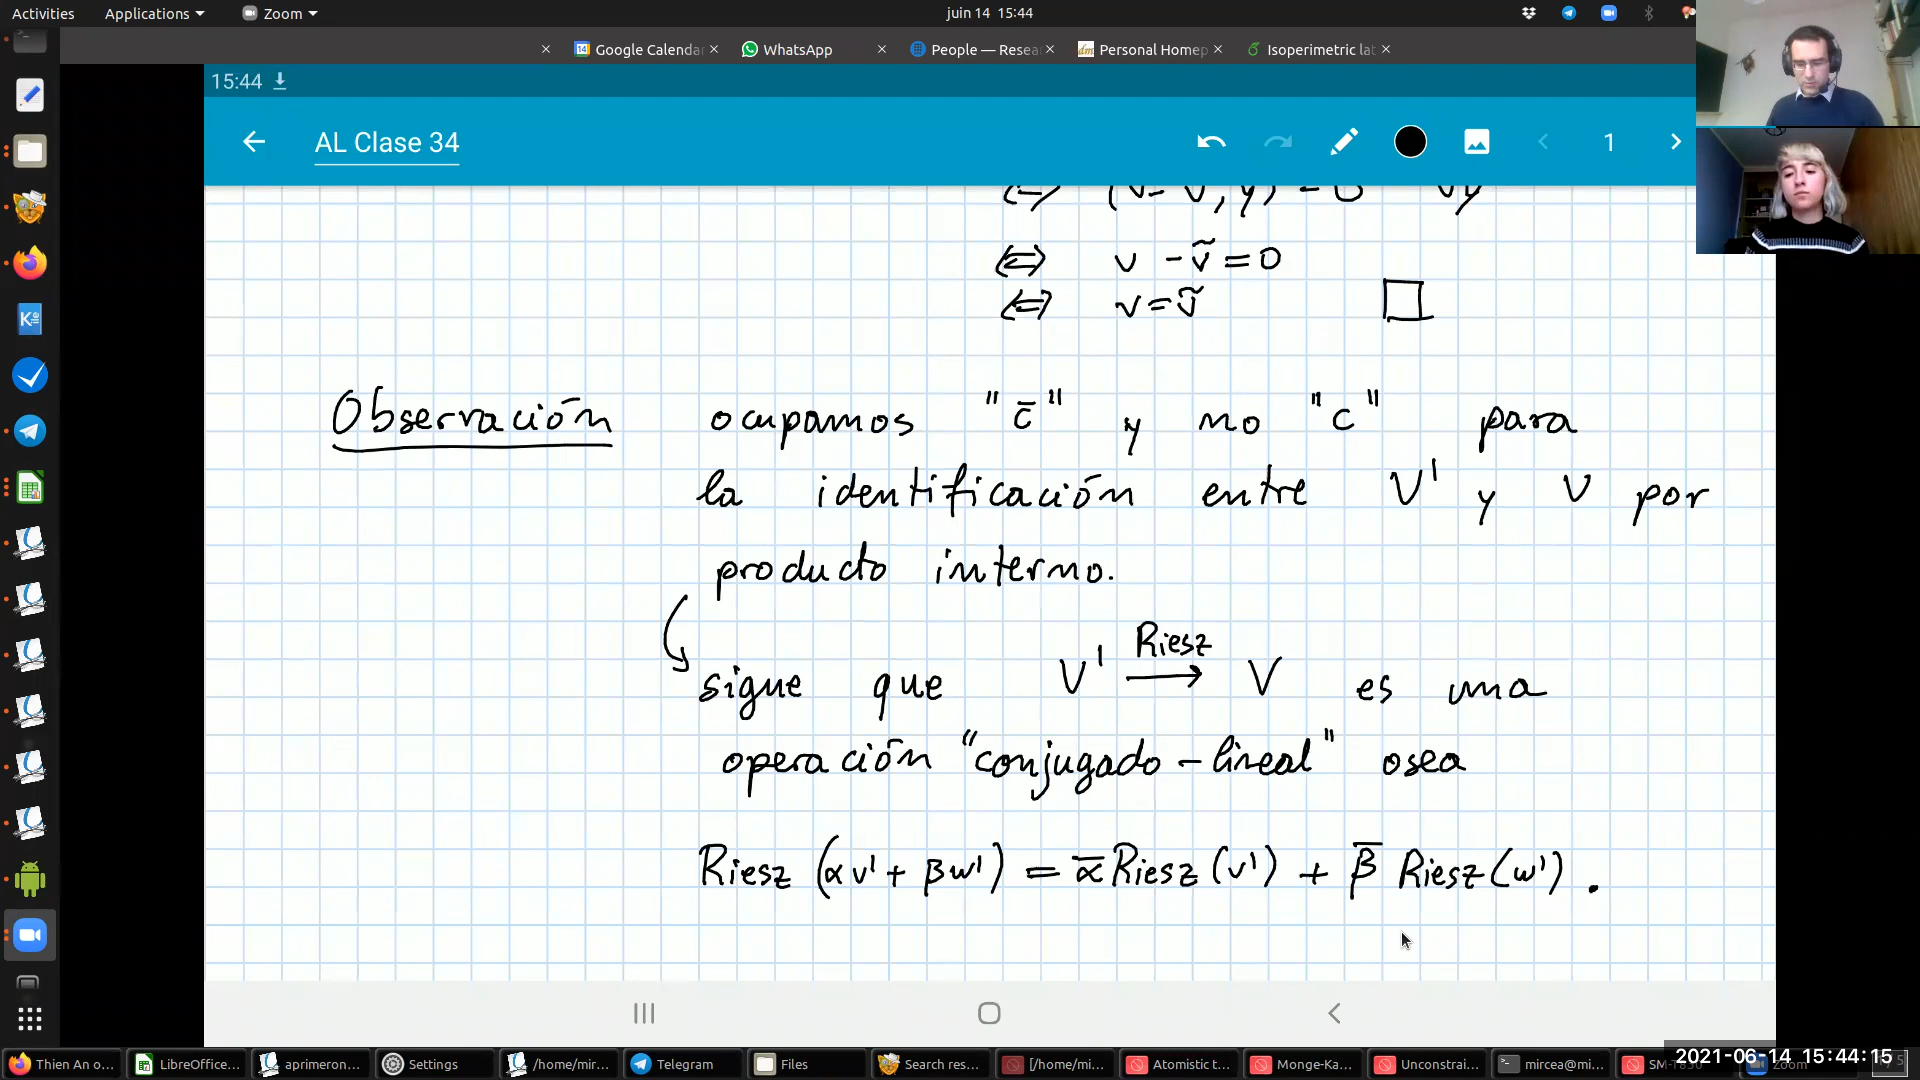 Activities Applications Zoom juin 14 15:44
Google Calenda WhatsApp People — Resea Personal Homep Isoperimetric lat
15:44
AL Clase 34 1
⟺ v - ṽ = 0
⟺ v = ṽ □
Observación ocupamos "c̄" y no "c" para
la identificación entre V' y V por
producto interno.
sigue que V' Riesz → V es una
operación "conjugado-lineal" osea
Riesz (αv' + βw') = ᾱ Riesz (v') + β̄ Riesz (w') .
Thien An o... LibreOffice... aprimeron... Settings /home/mir... Telegram Files Search res... [/home/mi... Atomistic t... Monge-Ka... Unconstrai... mircea@mi...
2021-06-14 15:44:15